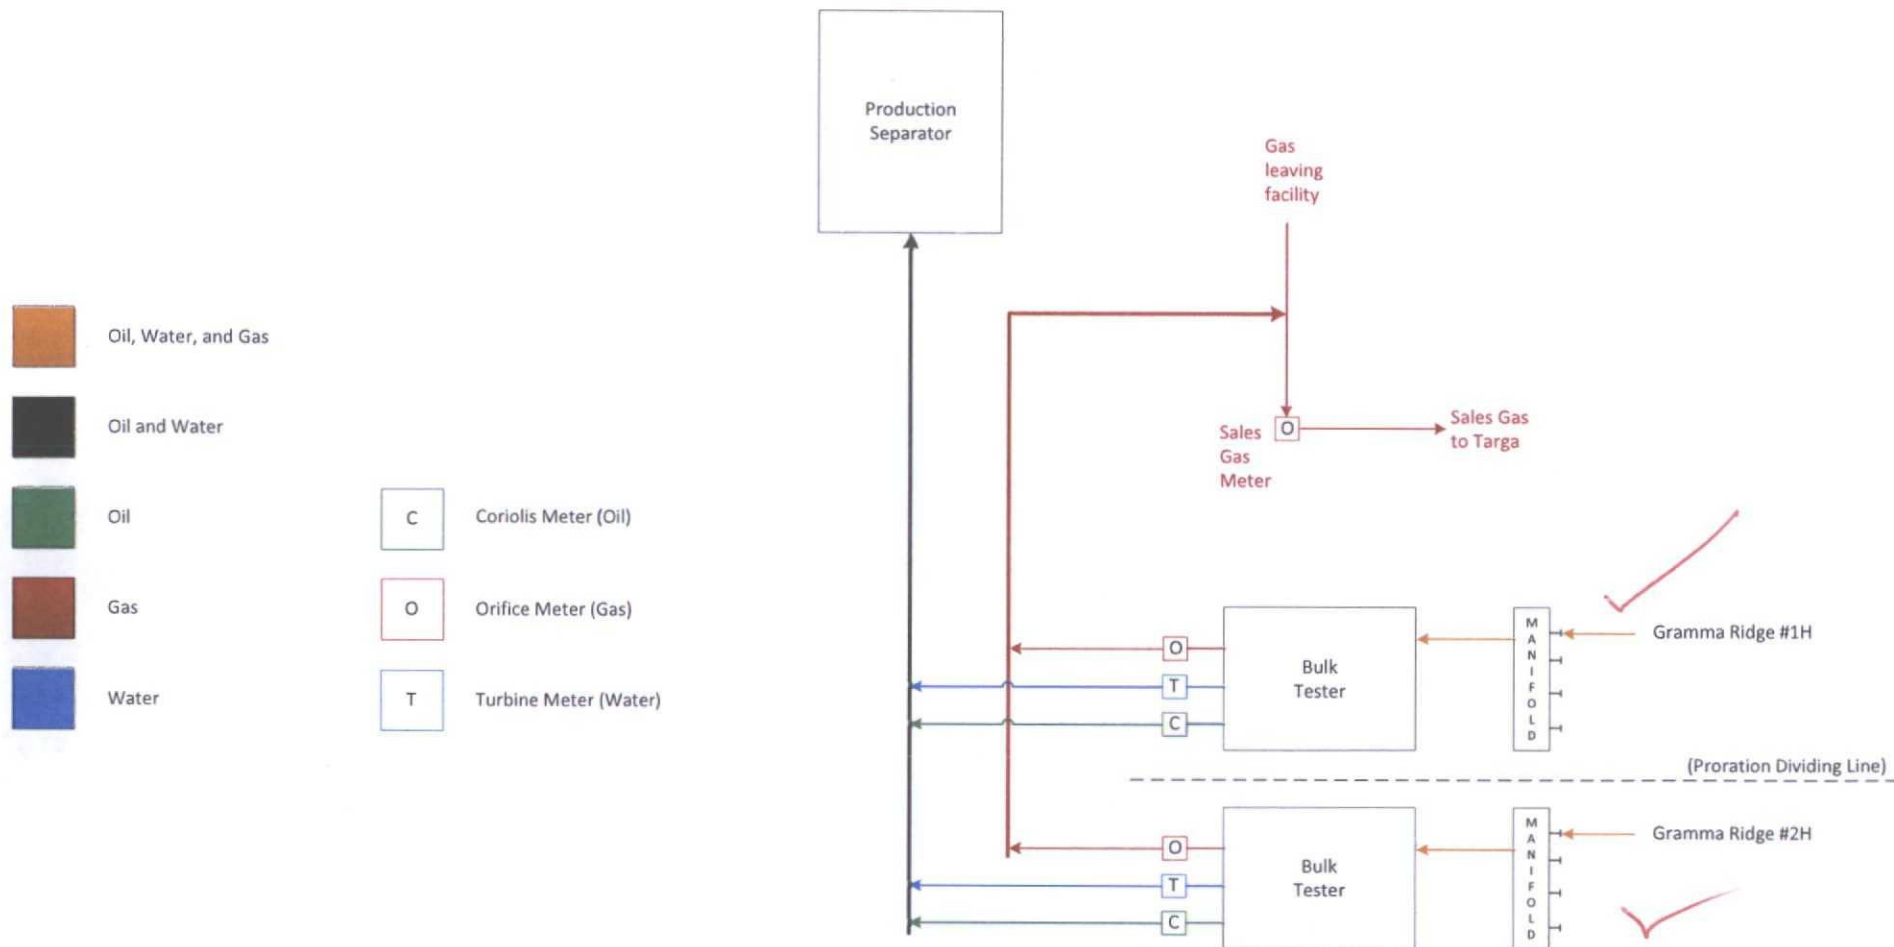 Production
Separator
Gas
leaving
facility
Oil, Water, and Gas
Oil and Water
Oil
Gas
Water
C
Coriolis Meter (Oil)
O
Orifice Meter (Gas)
T
Turbine Meter (Water)
Sales
Gas
Meter
O
Sales Gas
to Targa
O
T
C
Bulk
Tester
MANIFOLD
Gramma Ridge #1H
(Proration Dividing Line)
O
T
C
Bulk
Tester
MANIFOLD
Gramma Ridge #2H